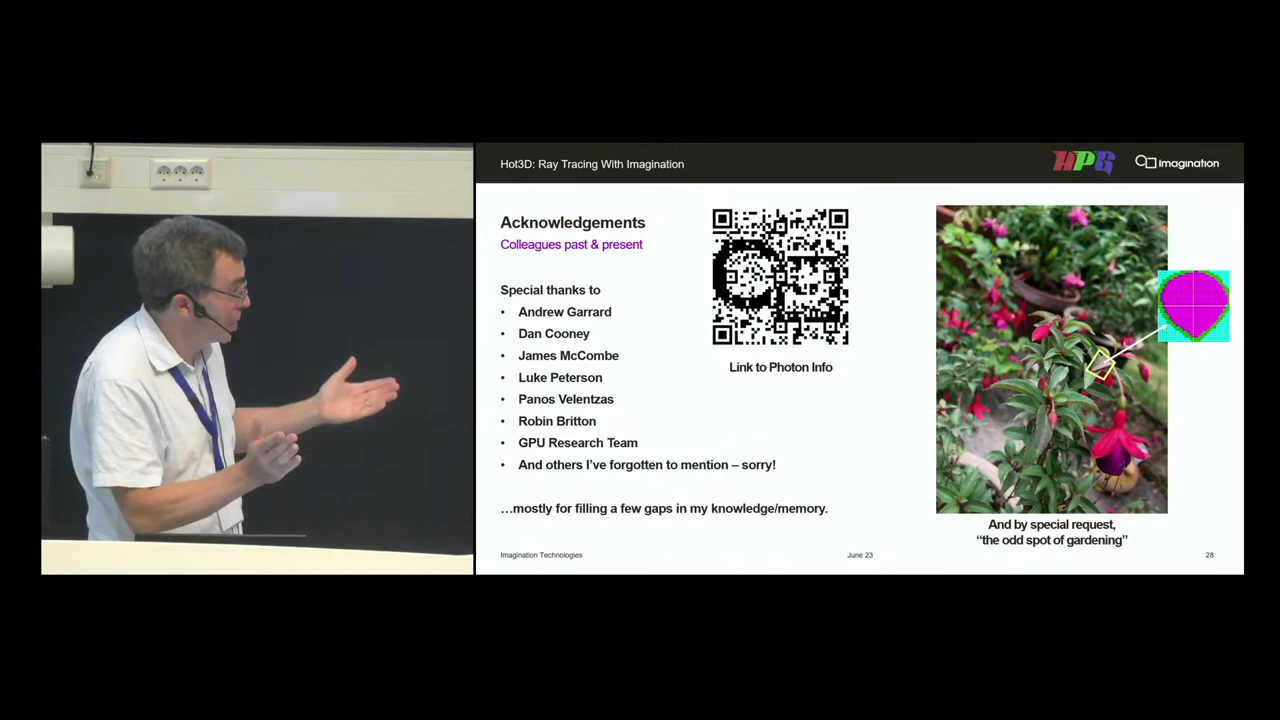 Hot3D: Ray Tracing With Imagination
HPG
Imagination
Acknowledgements
Colleagues past & present
Special thanks to
• Andrew Garrard
• Dan Cooney
• James McCombe
• Luke Peterson
• Panos Velentzas
• Robin Britton
• GPU Research Team
• And others I've forgotten to mention – sorry!
…mostly for filling a few gaps in my knowledge/memory.
Link to Photon Info
And by special request,
“the odd spot of gardening”
Imagination Technologies
June 23
28